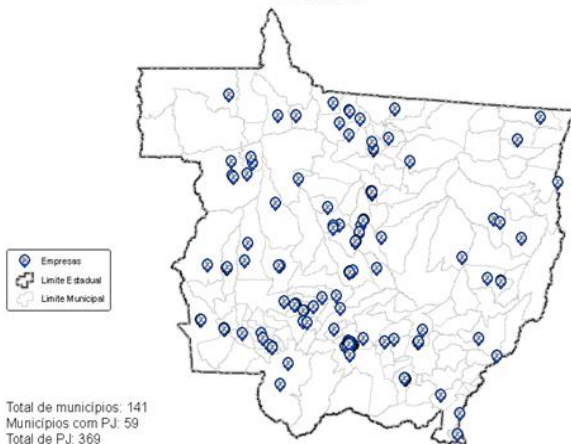 Empresas
Limite Estadual
Limite Municipal
Total de municípios: 141
Municípios com PJ: 59
Total de PJ: 369